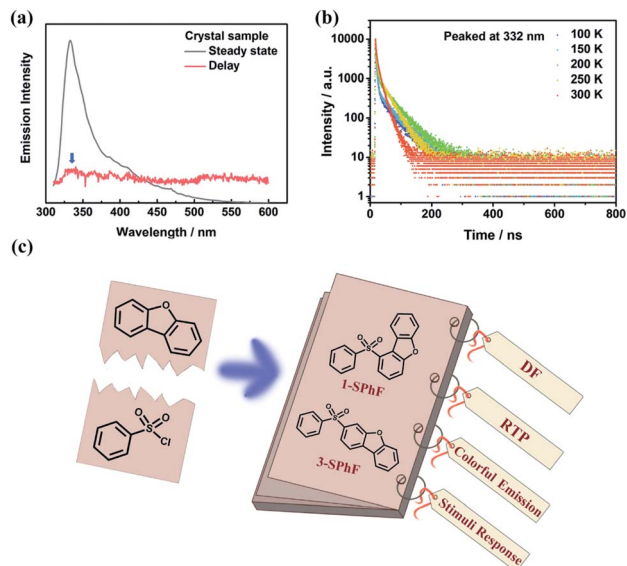 (a)
Crystal sample
Steady state
Delay
Emission Intensity
300 350 400 450 500 550 600
Wavelength / nm
(b)
Peaked at 332 nm
100 K
150 K
200 K
250 K
300 K
Intensity / a.u.
10000
1000
100
10
1
0 200 400 600 800
Time / ns
(c)
O
O O
S
Cl
O O
S
O
1-SPhF
O O
S
O
3-SPhF
DF
RTP
Colorful Emission
Stimuli Response